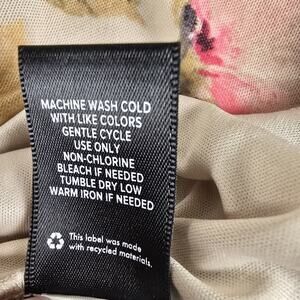 MACHINE WASH COLD
WITH LIKE COLORS
GENTLE CYCLE
USE ONLY
NON-CHLORINE
BLEACH IF NEEDED
TUMBLE DRY LOW
WARM IRON IF NEEDED
This label was made
with recycled materials.